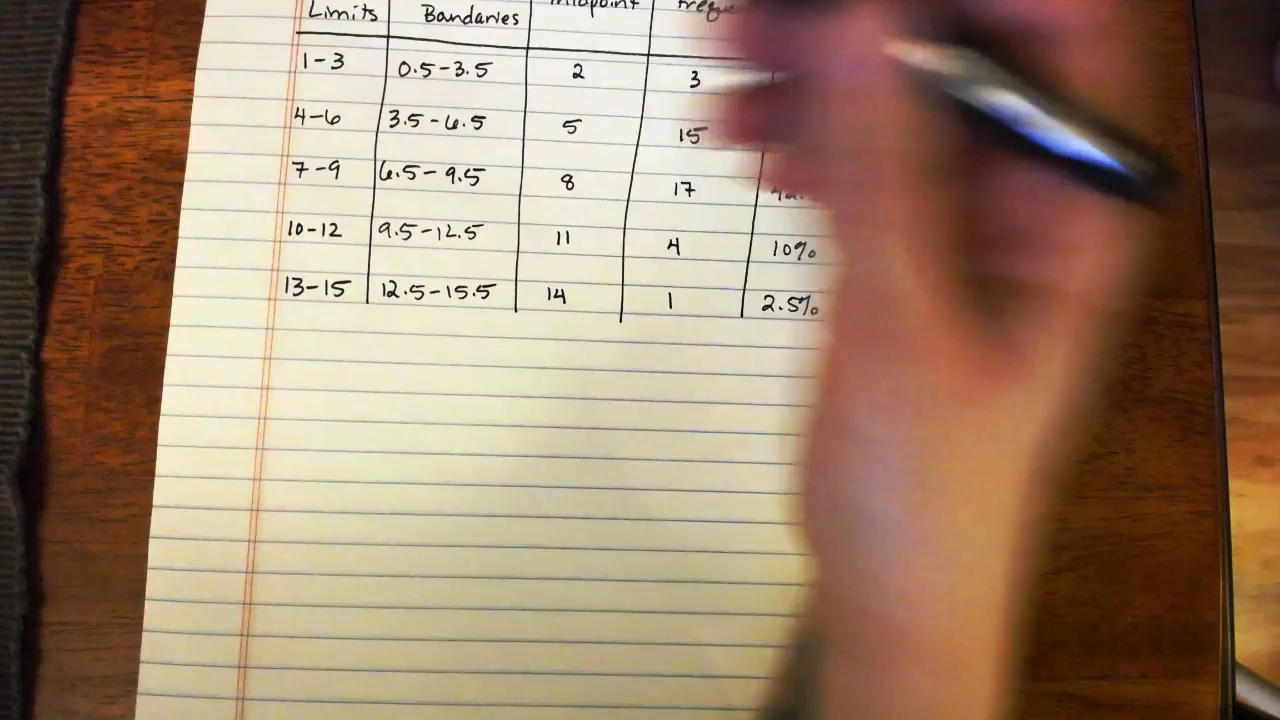 Limits Bandaries Midpoint
1-3 0.5-3.5 2 3
4-6 3.5-6.5 5 15
7-9 6.5-9.5 8 17
10-12 9.5-12.5 11 4 10%
13-15 12.5-15.5 14 1 2.5%